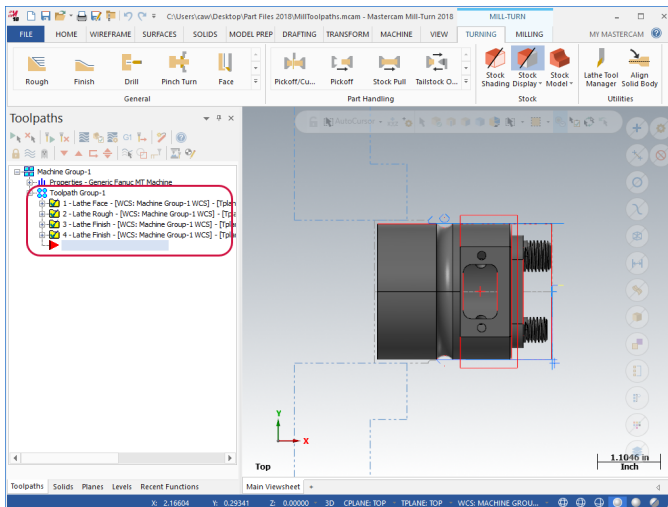 C:\Users\caw\Desktop\Part Files 2018\MillToolpaths.mcam - Mastercam Mill-Turn 2018
MILL-TURN
FILE HOME WIREFRAME SURFACES SOLIDS MODEL PREP DRAFTING TRANSFORM MACHINE VIEW TURNING MILLING MY MASTERCAM
Rough Finish Drill Pinch Turn Face
Pickoff/Cu... Pickoff Stock Pull Tailstock O...
Stock Shading Stock Display Stock Model
Lathe Tool Manager Align Solid Body
General Part Handling Stock Utilities
Toolpaths
AutoCursor
G1
Machine Group-1
Properties - Generic Fanuc MT Machine
Toolpath Group-1
1 - Lathe Face - [WCS: Machine Group-1 WCS] - [Tplan
2 - Lathe Rough - [WCS: Machine Group-1 WCS] - [Tp
3 - Lathe Finish - [WCS: Machine Group-1 WCS] - [Tpla
4 - Lathe Finish - [WCS: Machine Group-1 WCS] - [Tpla
Y
X
Top
1.1046 in
Inch
Toolpaths Solids Planes Levels Recent Functions
Main Viewsheet +
X: 2.16604 Y: 0.29341 Z: 0.00000 3D CPLANE: TOP TPLANE: TOP WCS: MACHINE GROU...